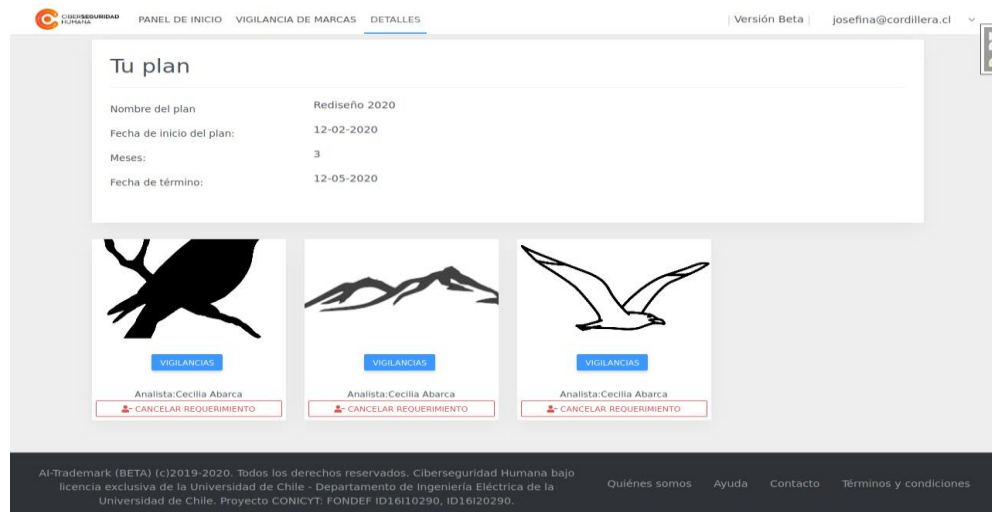 CIBERSEGURIDAD
HUMANA
PANEL DE INICIO VIGILANCIA DE MARCAS DETALLES
| Versión Beta | josefina@cordillera.cl
Tu plan
Nombre del plan Rediseño 2020
Fecha de inicio del plan: 12-02-2020
Meses: 3
Fecha de término: 12-05-2020
VIGILANCIAS VIGILANCIAS VIGILANCIAS
Analista:Cecilia Abarca Analista:Cecilia Abarca Analista:Cecilia Abarca
CANCELAR REQUERIMIENTO CANCELAR REQUERIMIENTO CANCELAR REQUERIMIENTO
AI-Trademark (BETA) (c)2019-2020. Todos los derechos reservados. Ciberseguridad Humana bajo
licencia exclusiva de la Universidad de Chile - Departamento de Ingeniería Eléctrica de la
Universidad de Chile. Proyecto CONICYT: FONDEF ID16I10290, ID16I20290.
Quiénes somos Ayuda Contacto Términos y condiciones